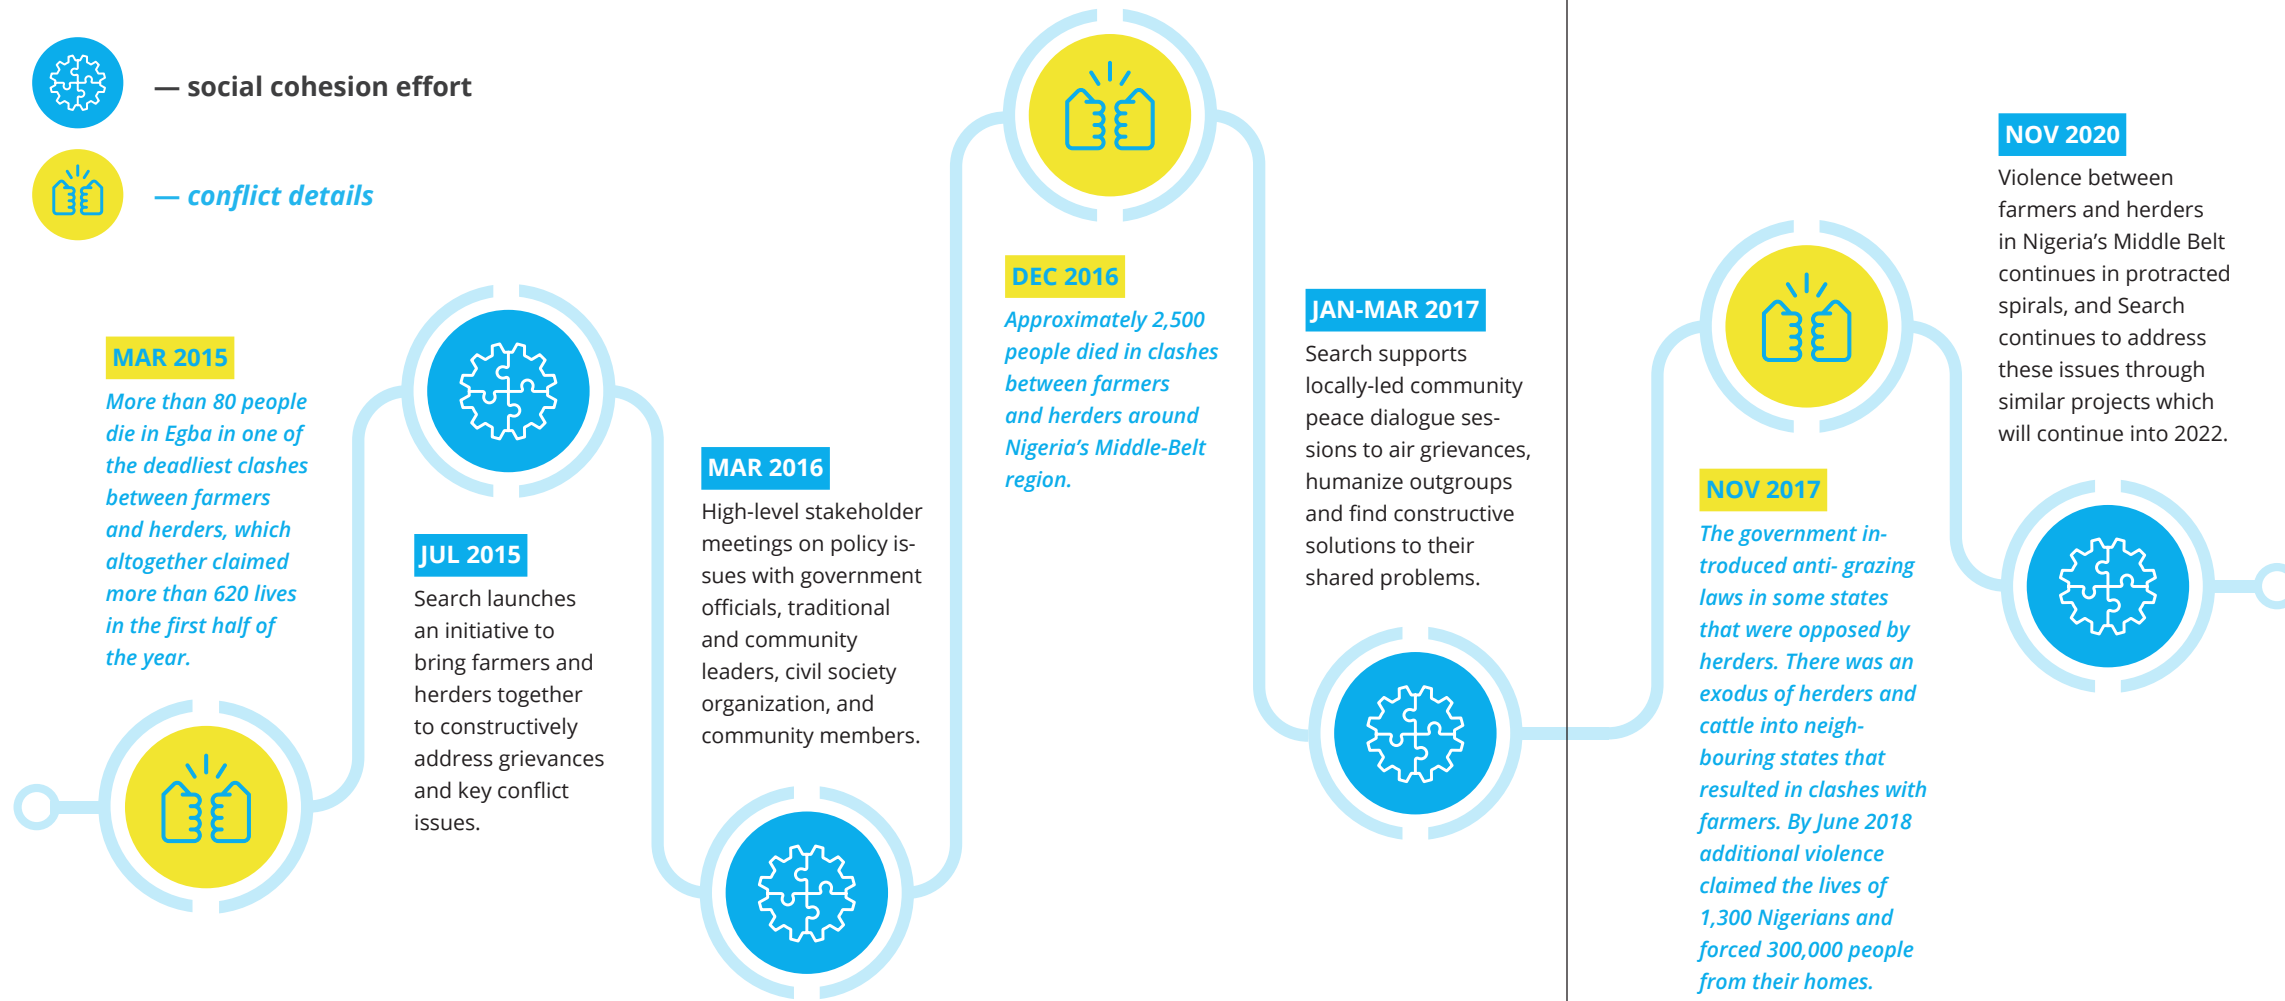 — social cohesion effort
— conflict details
MAR 2015
More than 80 people
die in Egba in one of
the deadliest clashes
between farmers
and herders, which
altogether claimed
more than 620 lives
in the first half of
the year.
JUL 2015
Search launches
an initiative to
bring farmers and
herders together
to constructively
address grievances
and key conflict
issues.
MAR 2016
High-level stakeholder
meetings on policy is-
sues with government
officials, traditional
and community
leaders, civil society
organization, and
community members.
DEC 2016
Approximately 2,500
people died in clashes
between farmers
and herders around
Nigeria's Middle-Belt
region.
JAN-MAR 2017
Search supports
locally-led community
peace dialogue ses-
sions to air grievances,
humanize outgroups
and find constructive
solutions to their
shared problems.
NOV 2017
The government in-
troduced anti- grazing
laws in some states
that were opposed by
herders. There was an
exodus of herders and
cattle into neigh-
bouring states that
resulted in clashes with
farmers. By June 2018
additional violence
claimed the lives of
1,300 Nigerians and
forced 300,000 people
from their homes.
NOV 2020
Violence between
farmers and herders
in Nigeria's Middle Belt
continues in protracted
spirals, and Search
continues to address
these issues through
similar projects which
will continue into 2022.